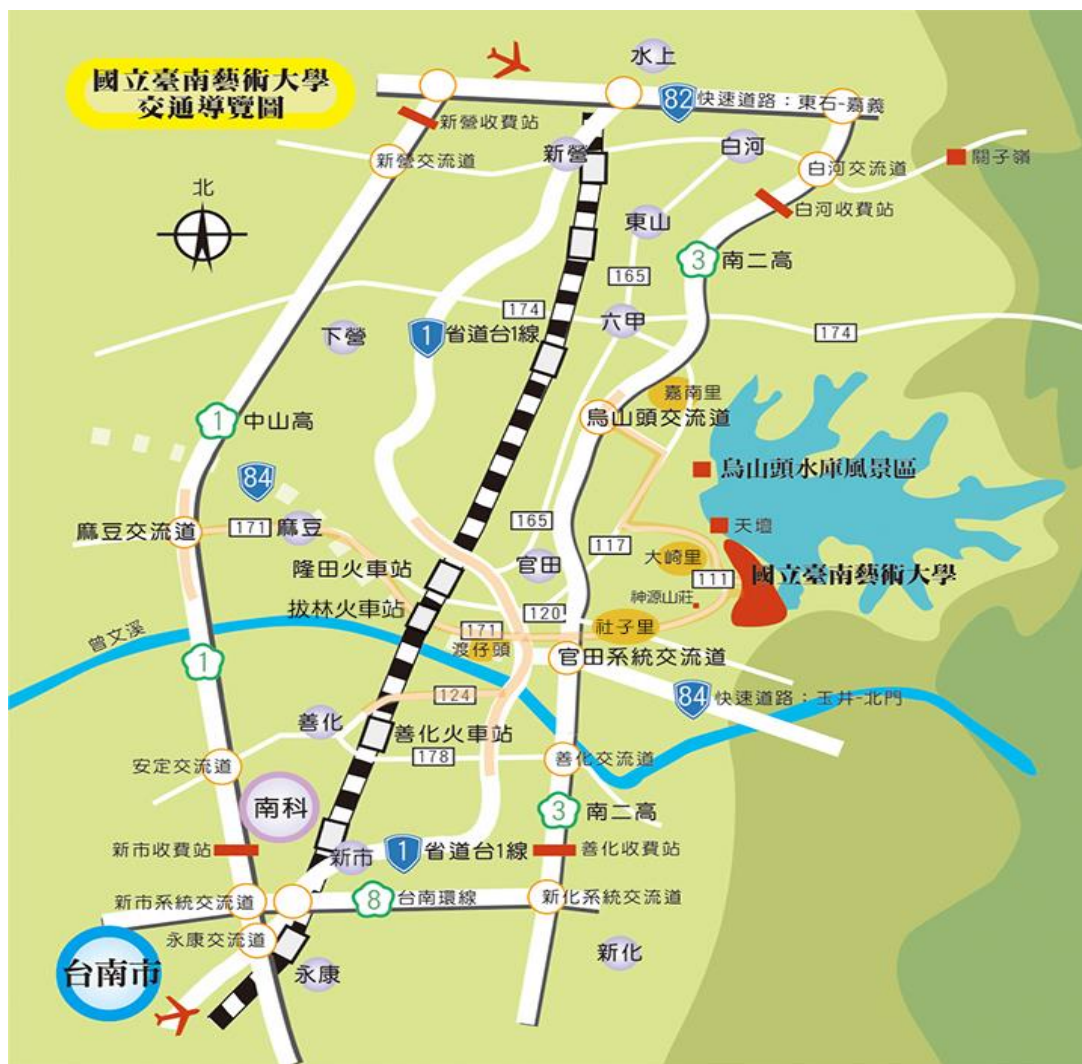 國立臺南藝術大學
交通導覽圖
水上
82 快速道路：東石-嘉義
新營收費站
新營
白河
新營交流道
白河交流道
關子嶺
北
東山
白河收費站
3 南二高
165
174
六甲
下營
1 省道台1線
174
嘉南里
1 中山高
烏山頭交流道
烏山頭水庫風景區
84
麻豆交流道
171
麻豆
165
117
天壇
隆田火車站
官田
大崎里
111
國立臺南藝術大學
拔林火車站
120
神源山莊
171
社子里
曾文溪
渡仔頭
官田系統交流道
1
124
84 快速道路：玉井-北門
善化
善化火車站
178
安定交流道
善化交流道
南科
3 南二高
新市收費站
新市
1 省道台1線
善化收費站
新市系統交流道
8 台南環線
新化系統交流道
永康交流道
台南市
永康
新化